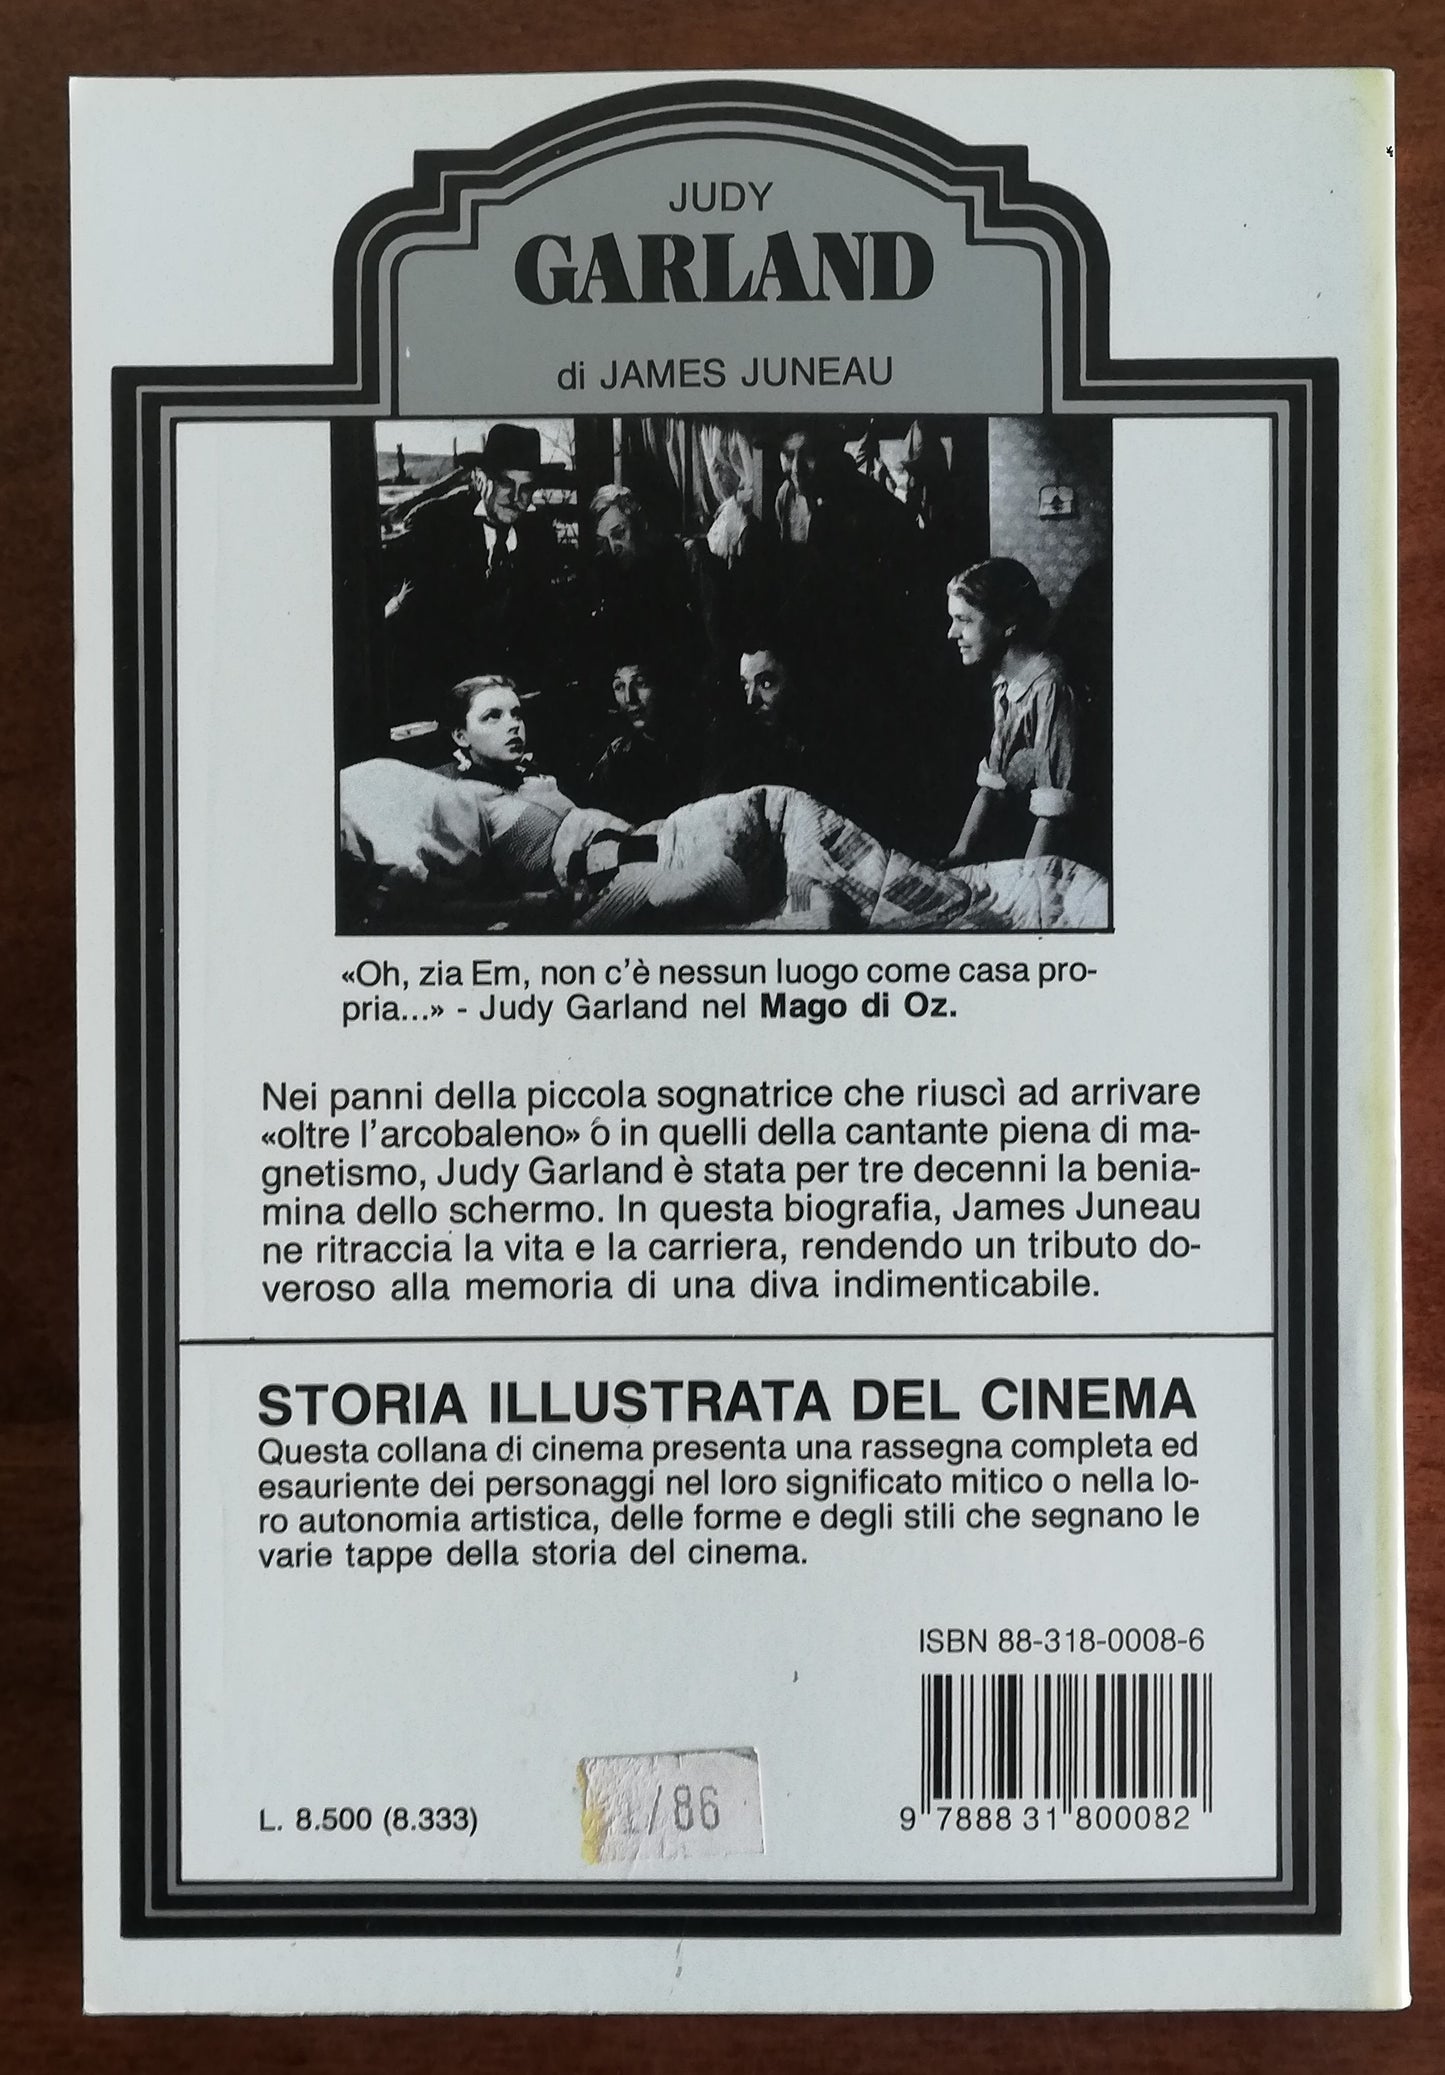 JUDY
GARLAND
di JAMES JUNEAU
«Oh, zia Em, non c'è nessun luogo come casa pro-
pria...» - Judy Garland nel Mago di Oz.
Nei panni della piccola sognatrice che riuscì ad arrivare
«oltre l'arcobaleno» o in quelli della cantante piena di ma-
gnetismo, Judy Garland è stata per tre decenni la benia-
mina dello schermo. In questa biografia, James Juneau
ne ritraccia la vita e la carriera, rendendo un tributo do-
veroso alla memoria di una diva indimenticabile.
STORIA ILLUSTRATA DEL CINEMA
Questa collana di cinema presenta una rassegna completa ed
esauriente dei personaggi nel loro significato mitico o nella lo-
ro autonomia artistica, delle forme e degli stili che segnano le
varie tappe della storia del cinema.
ISBN 88-318-0008-6
9 788831 800082
L. 8.500 (8.333)
/86